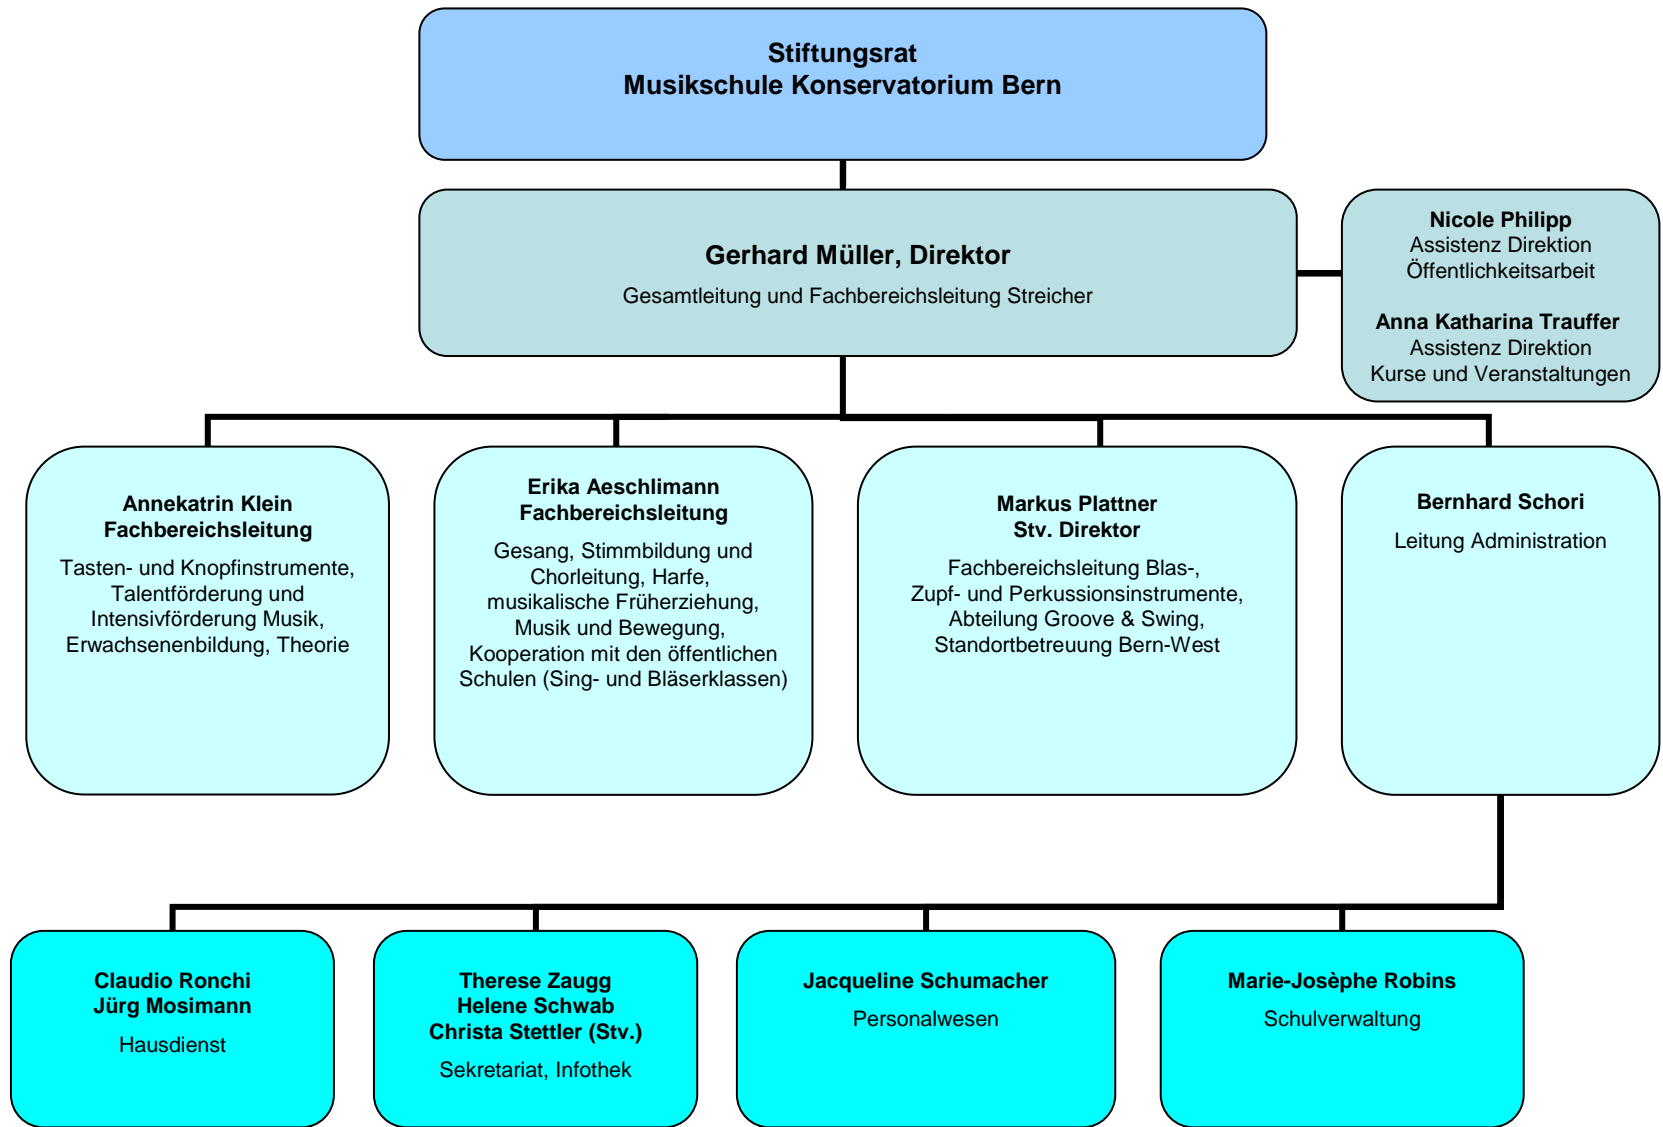 Stiftungsrat
Musikschule Konservatorium Bern
Gerhard Müller, Direktor
Gesamtleitung und Fachbereichsleitung Streicher
Nicole Philipp
Assistenz Direktion
Öffentlichkeitsarbeit
Anna Katharina Trauffer
Assistenz Direktion
Kurse und Veranstaltungen
Annekatrin Klein
Fachbereichsleitung
Tasten- und Knopfinstrumente,
Talentförderung und
Intensivförderung Musik,
Erwachsenenbildung, Theorie
Erika Aeschlimann
Fachbereichsleitung
Gesang, Stimmbildung und
Chorleitung, Harfe,
musikalische Früherziehung,
Musik und Bewegung,
Kooperation mit den öffentlichen
Schulen (Sing- und Bläserklassen)
Markus Plattner
Stv. Direktor
Fachbereichsleitung Blas-,
Zupf- und Perkussionsinstrumente,
Abteilung Groove & Swing,
Standortbetreuung Bern-West
Bernhard Schori
Leitung Administration
Claudio Ronchi
Jürg Mosimann
Hausdienst
Therese Zaugg
Helene Schwab
Christa Stettler (Stv.)
Sekretariat, Infothek
Jacqueline Schumacher
Personalwesen
Marie-Josèphe Robins
Schulverwaltung